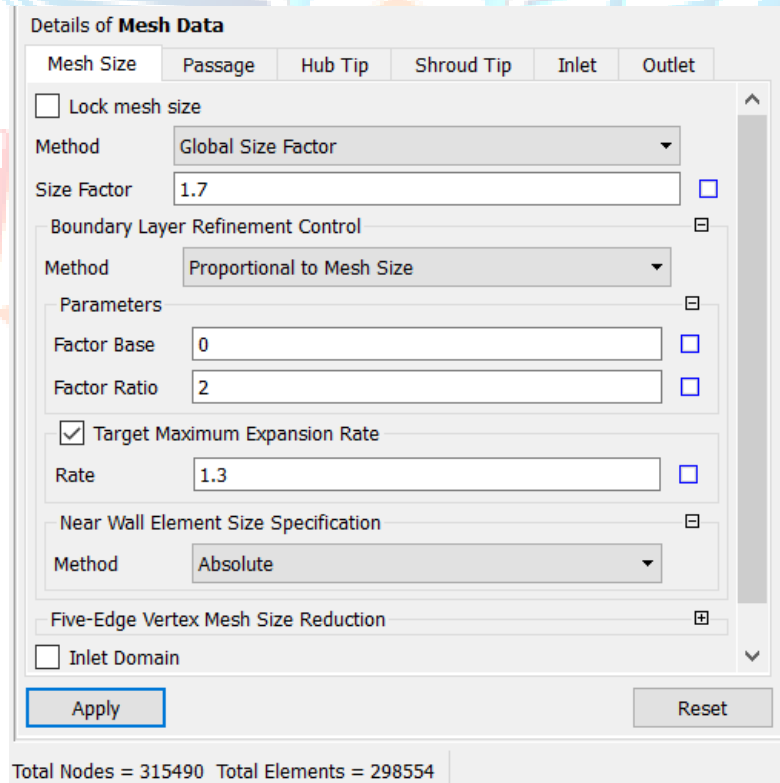 Details of Mesh Data
Mesh Size Passage Hub Tip Shroud Tip Inlet Outlet
Lock mesh size
Method Global Size Factor
Size Factor 1.7
Boundary Layer Refinement Control
Method Proportional to Mesh Size
Parameters
Factor Base 0
Factor Ratio 2
Target Maximum Expansion Rate
Rate 1.3
Near Wall Element Size Specification
Method Absolute
Five-Edge Vertex Mesh Size Reduction
Inlet Domain
Apply Reset
Total Nodes = 315490 Total Elements = 298554